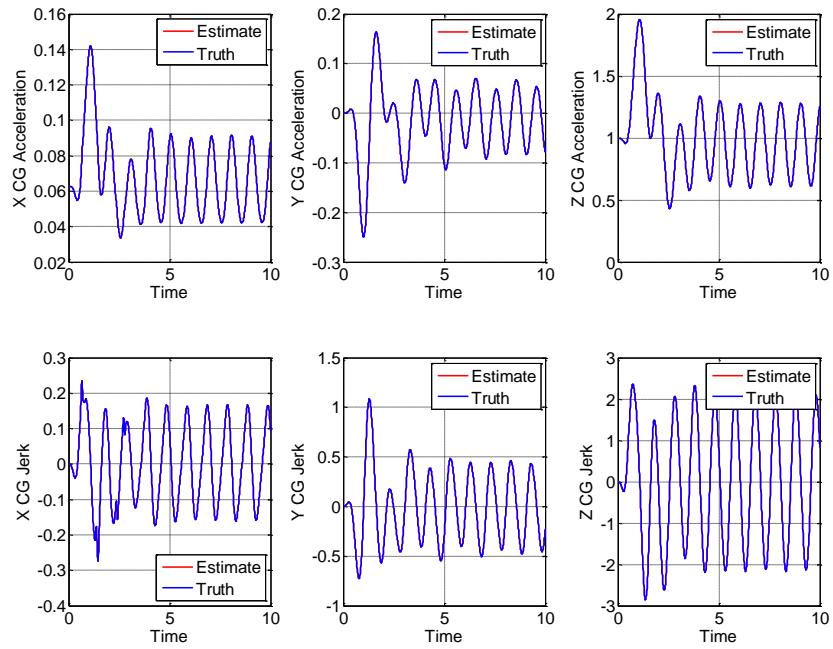 X CG Acceleration
0.16
0.14
0.12
0.1
0.08
0.06
0.04
0.02
0
5
10
Time
Estimate
Truth
Y CG Acceleration
0.2
0.1
0
-0.1
-0.2
-0.3
0
5
10
Time
Estimate
Truth
Z CG Acceleration
2
1.5
1
0.5
0
0
5
10
Time
Estimate
Truth
X CG Jerk
0.3
0.2
0.1
0
-0.1
-0.2
-0.3
-0.4
0
5
10
Time
Estimate
Truth
Y CG Jerk
1.5
1
0.5
0
-0.5
-1
0
5
10
Time
Estimate
Truth
Z CG Jerk
3
2
1
0
-1
-2
-3
0
5
10
Time
Estimate
Truth